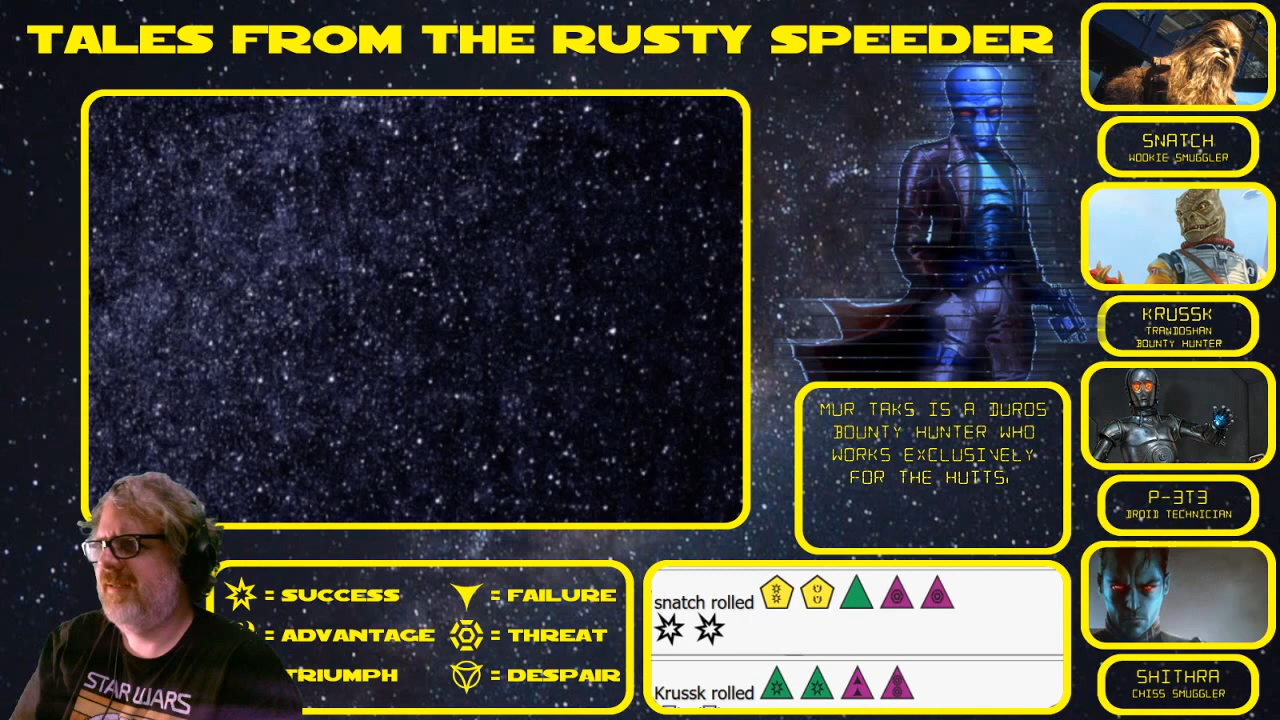 TALES FROM THE RUSTY SPEEDER
SNATCH
WOOKIE SMUGGLER
KRUSSK
TRANDOSHAN
BOUNTY HUNTER
P-3T3
DROID TECHNICIAN
SHITHRA
CHISS SMUGGLER
MUR TAKS IS A DUROS
BOUNTY HUNTER WHO
WORKS EXCLUSIVELY
FOR THE HUTTS.
= SUCCESS
= FAILURE
= ADVANTAGE
= THREAT
TRIUMPH
= DESPAIR
snatch rolled
Krussk rolled
STAR WARS